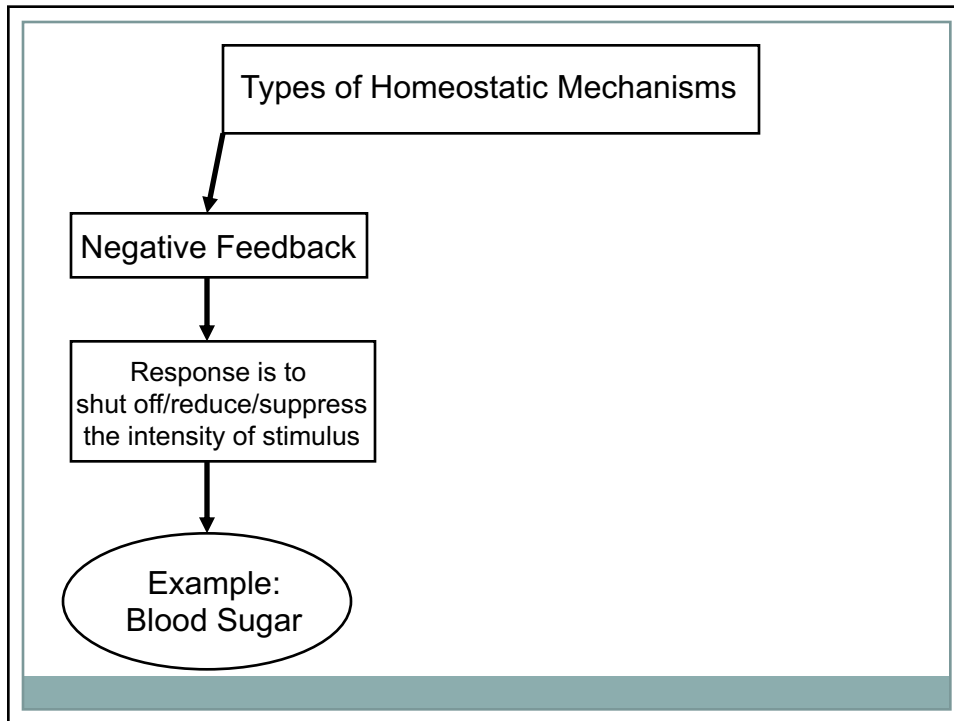 Types of Homeostatic Mechanisms
Negative Feedback
Response is to
shut off/reduce/suppress
the intensity of stimulus
Example:
Blood Sugar